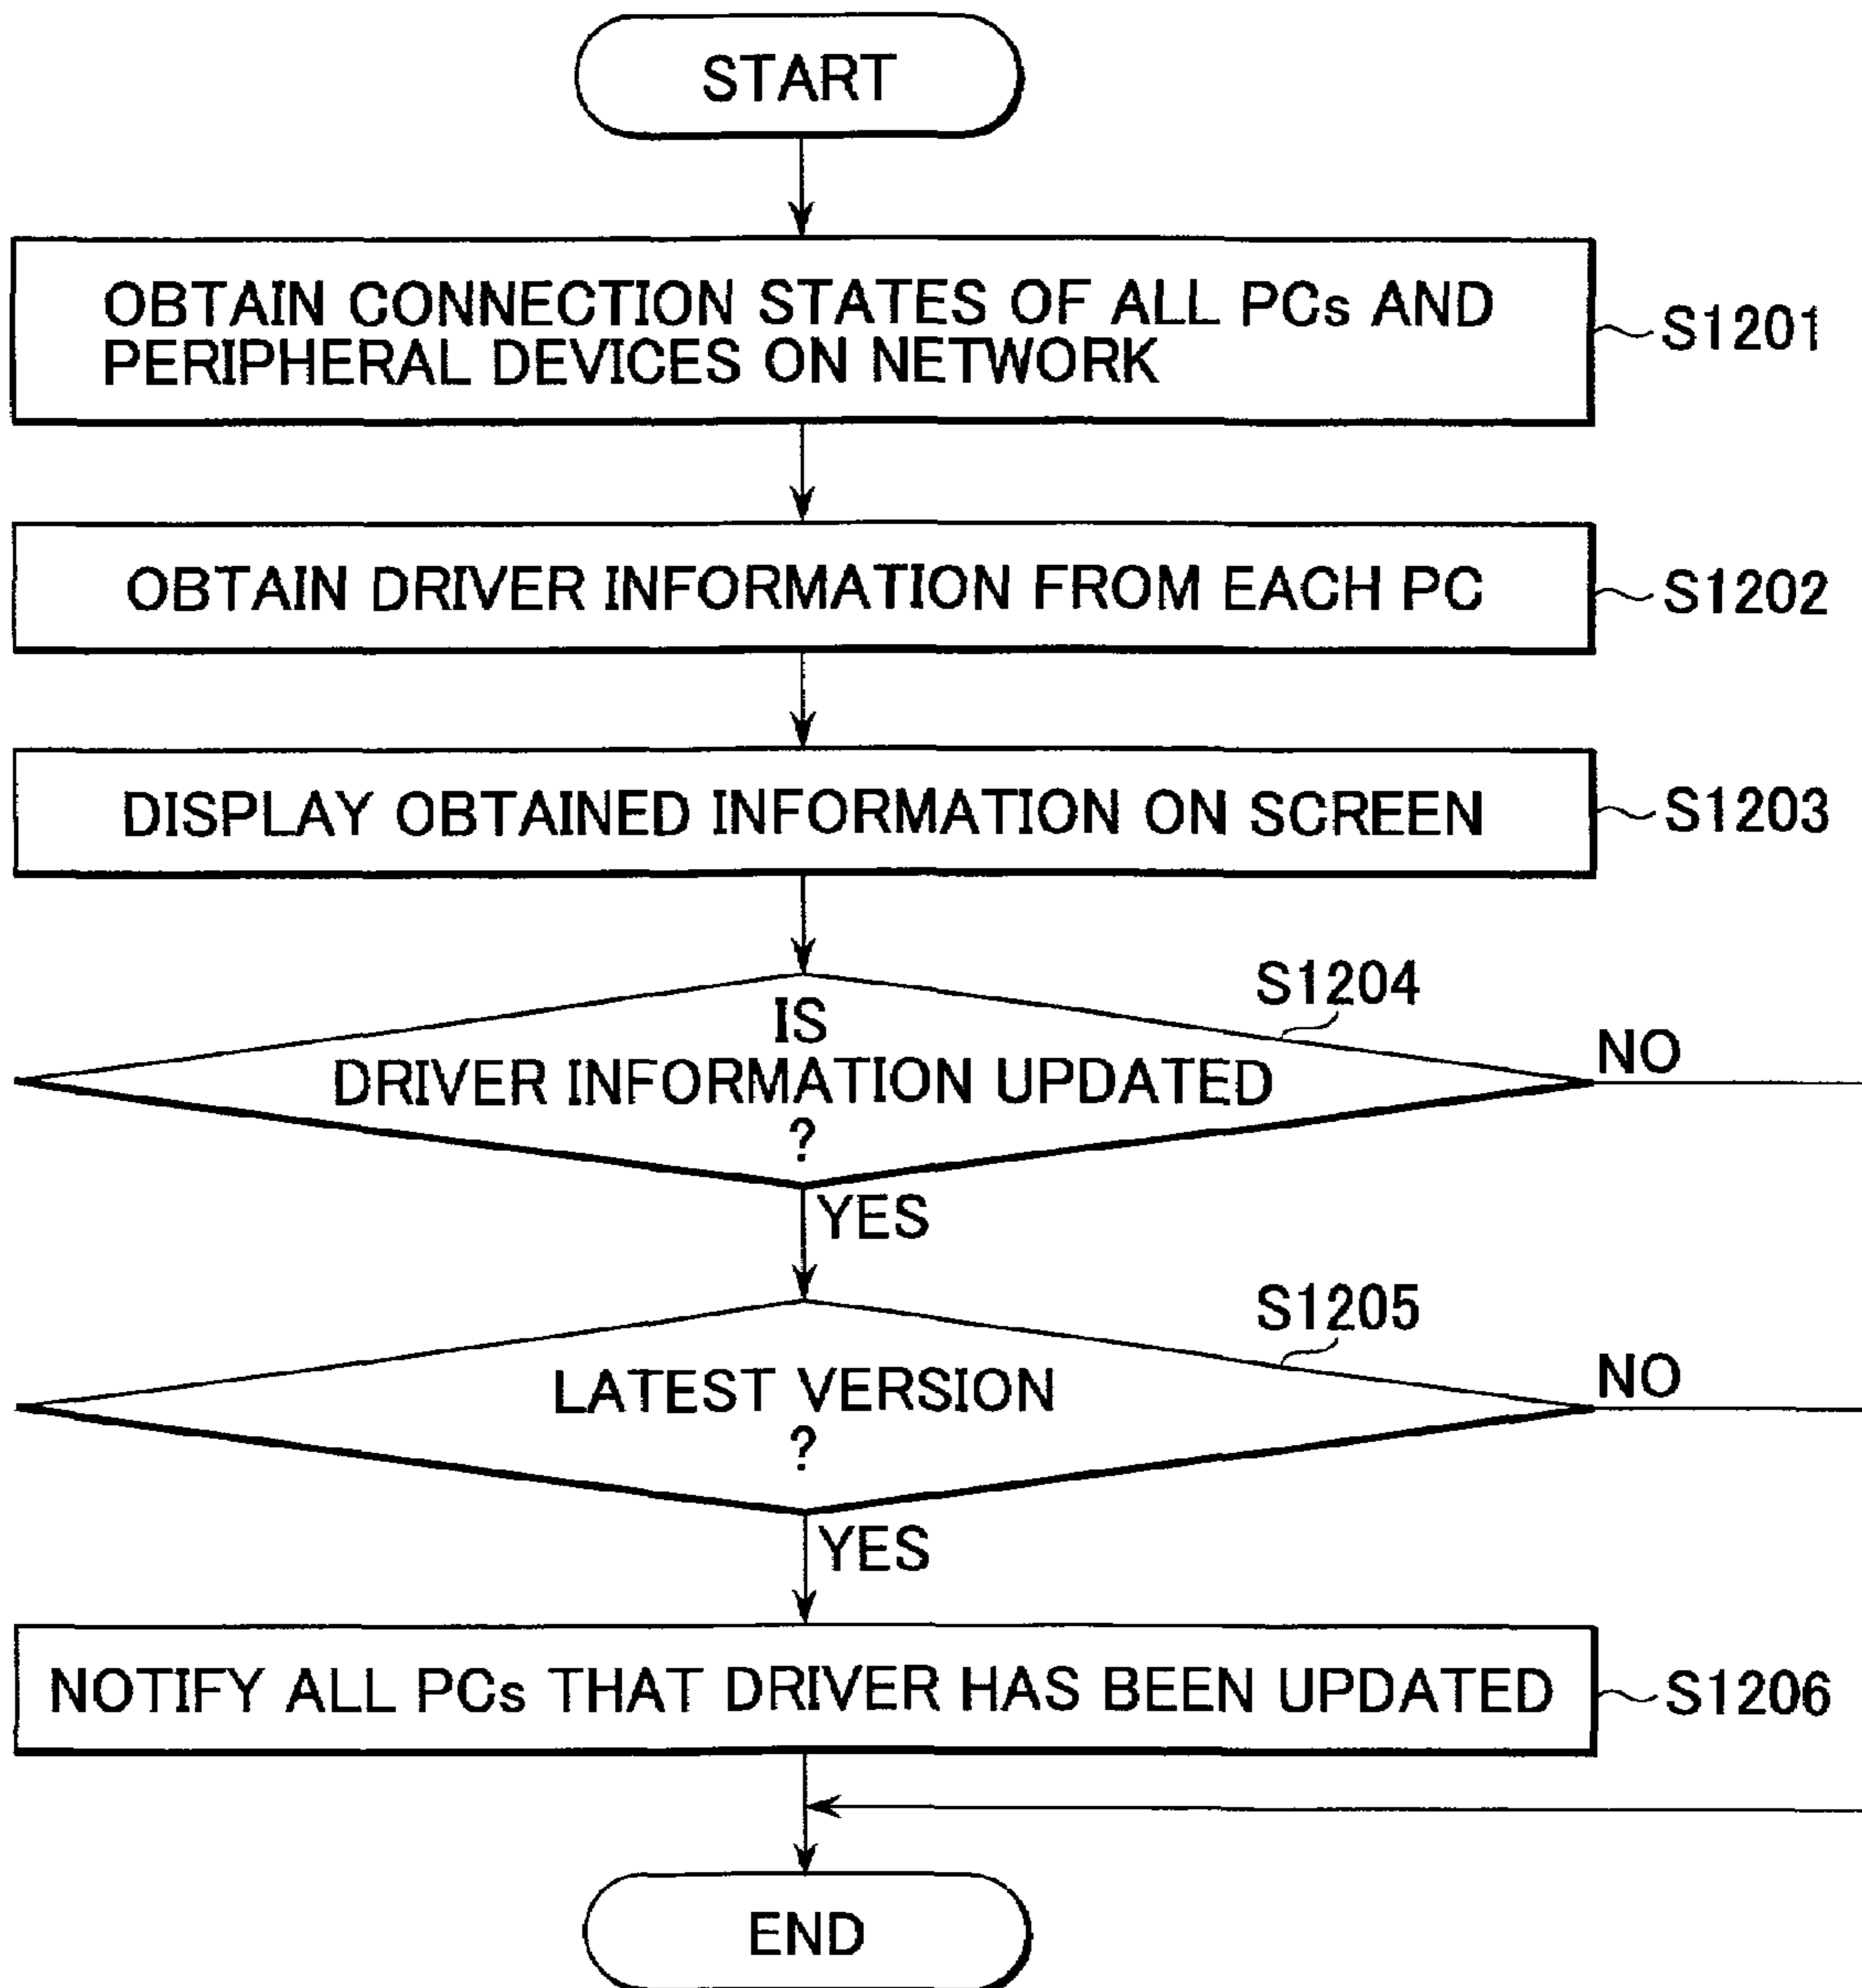 START
OBTAIN CONNECTION STATES OF ALL PCs AND
PERIPHERAL DEVICES ON NETWORK
S1201
OBTAIN DRIVER INFORMATION FROM EACH PC
S1202
DISPLAY OBTAINED INFORMATION ON SCREEN
S1203
S1204
IS
DRIVER INFORMATION UPDATED
?
NO
YES
S1205
LATEST VERSION
?
NO
YES
NOTIFY ALL PCs THAT DRIVER HAS BEEN UPDATED
S1206
END